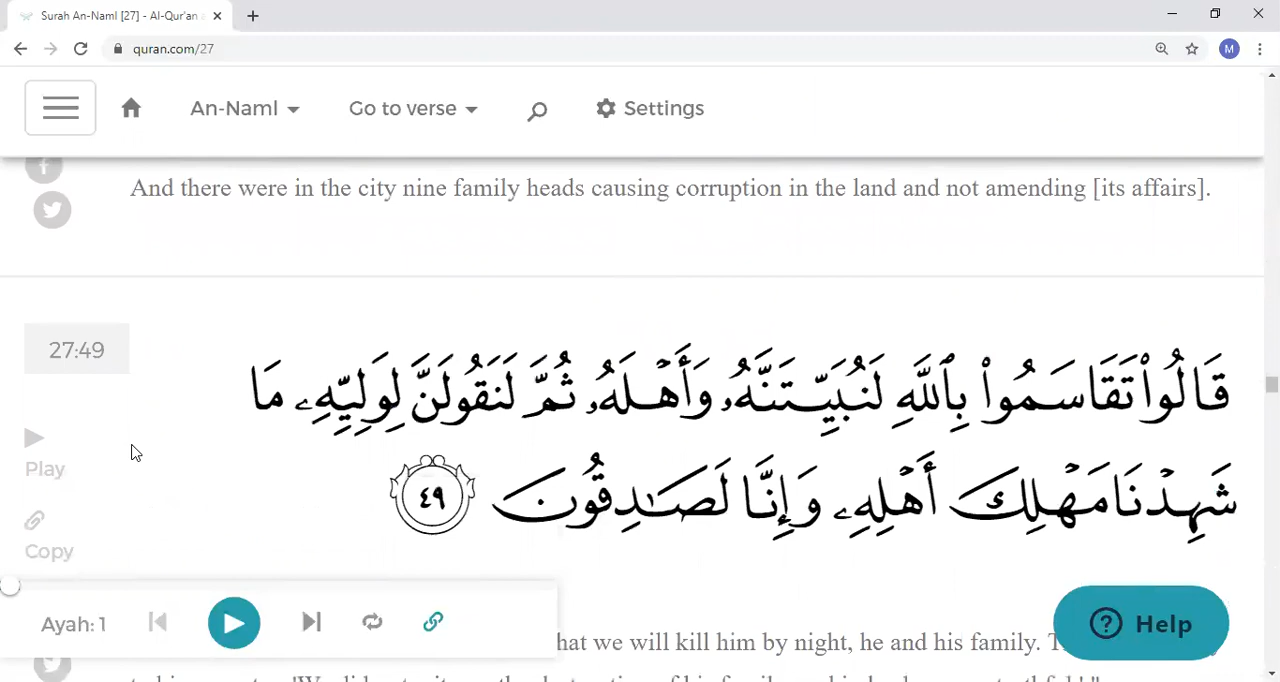 Surah An-Naml [27] - Al-Qur'an
quran.com/27
M
An-Naml
Go to verse
Settings
And there were in the city nine family heads causing corruption in the land and not amending [its affairs].
27:49
قَالُوا۟ تَقَاسَمُوا۟ بِٱللَّهِ لَنُبَيِّتَنَّهُۥ وَأَهْلَهُۥ ثُمَّ لَنَقُولَنَّ لِوَلِيِّهِۦ مَا
شَهِدْنَا مَهْلِكَ أَهْلِهِۦ وَإِنَّا لَصَـٰدِقُونَ ٤٩
Play
Copy
Ayah: 1
Help
that we will kill him by night, he and his family.